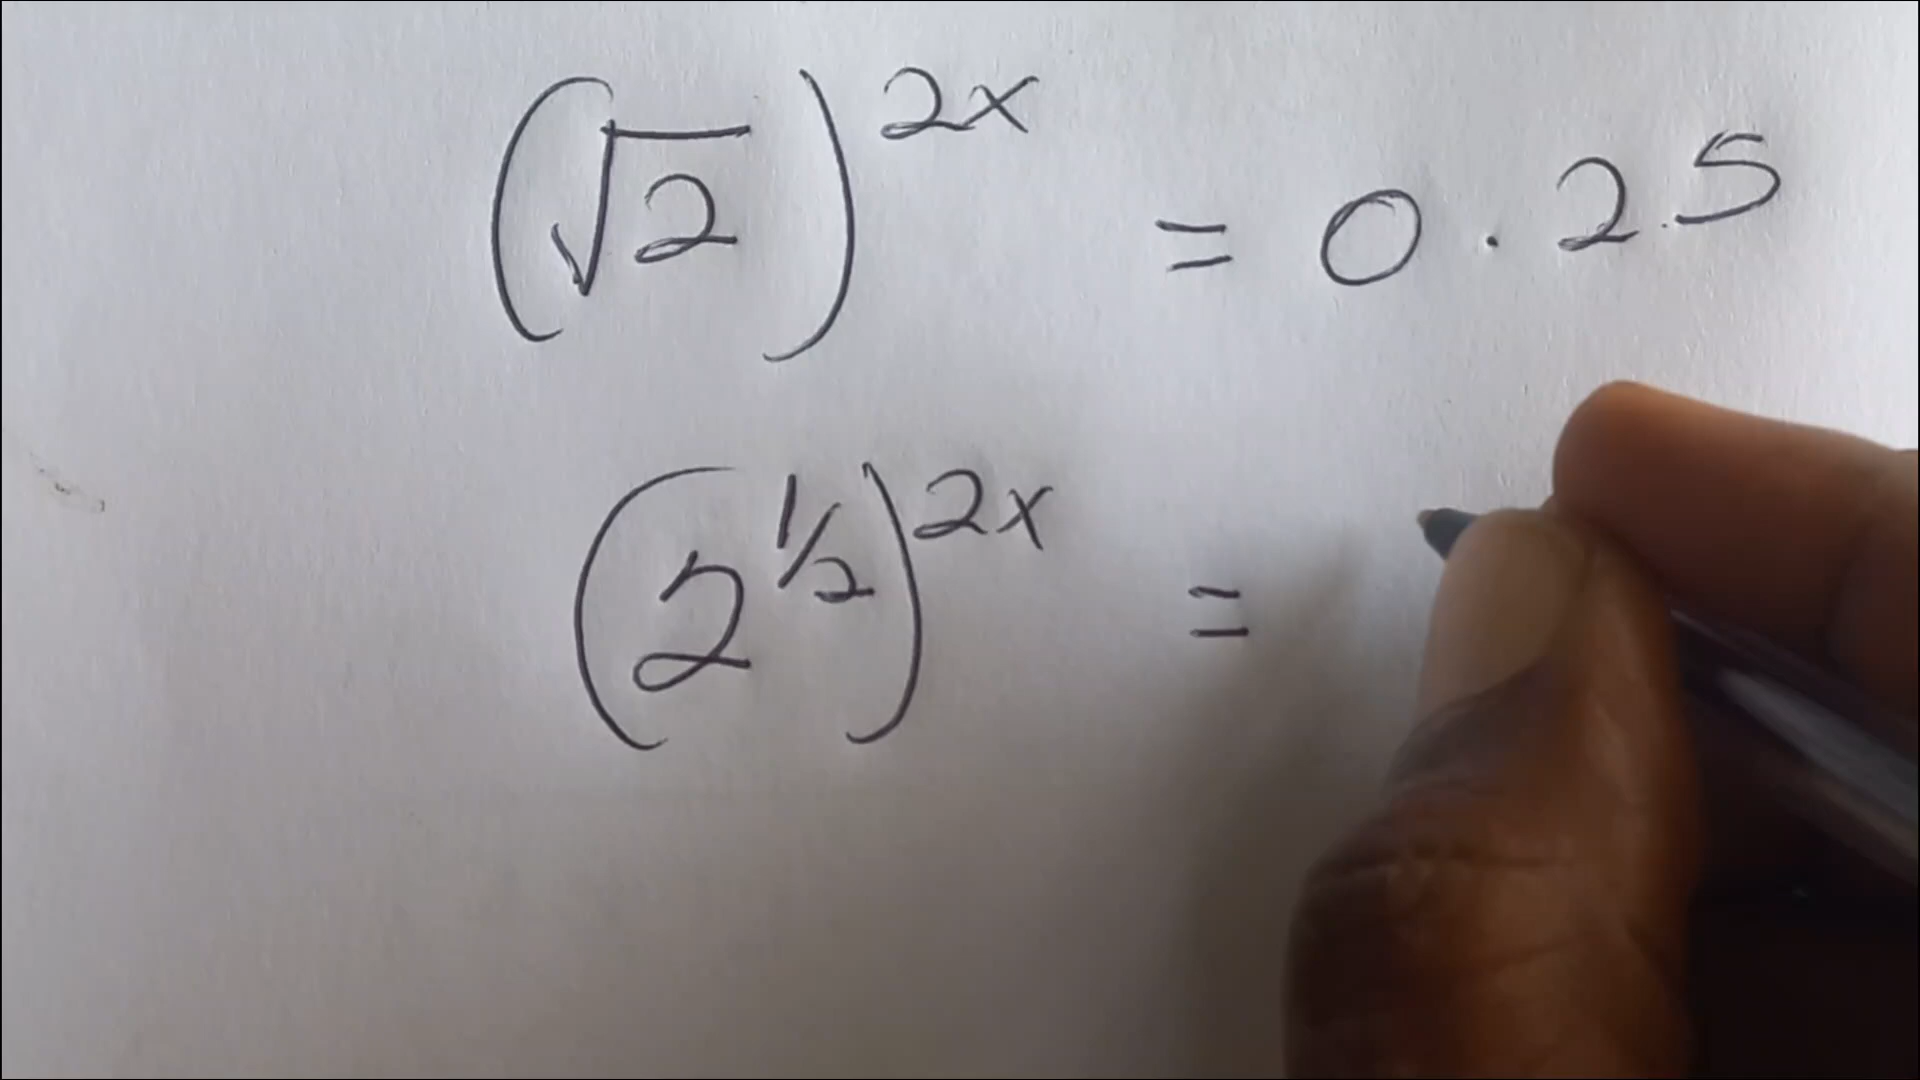 (√2)^{2x} = 0.25
(2^{1/2})^{2x} =